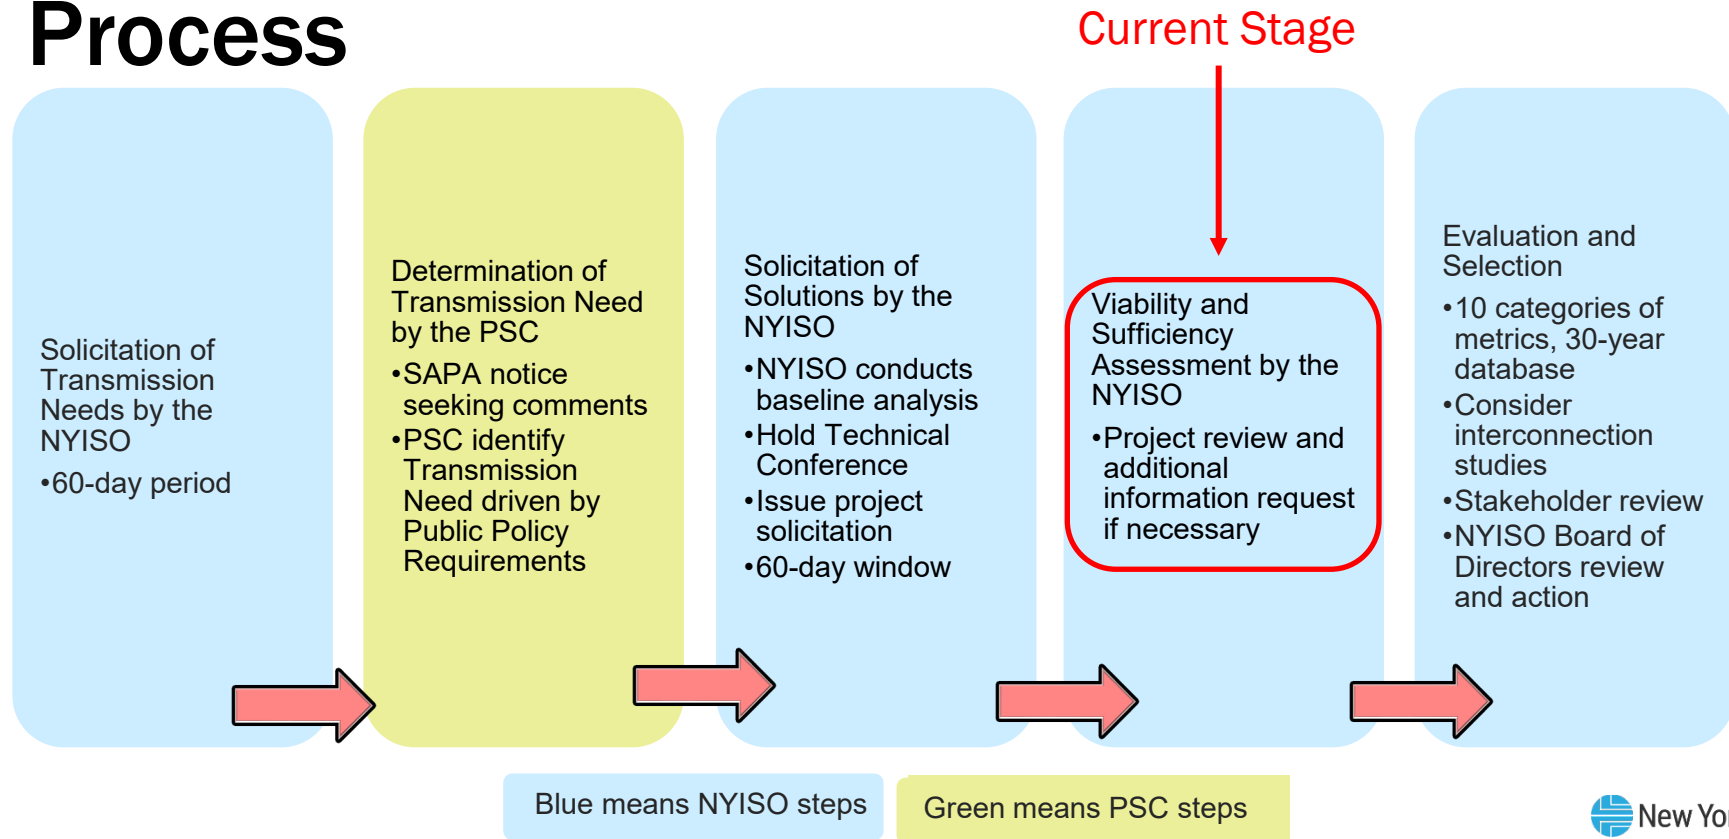 Process
Current Stage
Solicitation of
Transmission
Needs by the
NYISO
•60-day period
Determination of
Transmission Need
by the PSC
•SAPA notice
seeking comments
•PSC identify
Transmission
Need driven by
Public Policy
Requirements
Solicitation of
Solutions by the
NYISO
•NYISO conducts
baseline analysis
•Hold Technical
Conference
•Issue project
solicitation
•60-day window
Viability and
Sufficiency
Assessment by the
NYISO
•Project review and
additional
information request
if necessary
Evaluation and
Selection
•10 categories of
metrics, 30-year
database
•Consider
interconnection
studies
•Stakeholder review
•NYISO Board of
Directors review
and action
Blue means NYISO steps
Green means PSC steps
New Yor